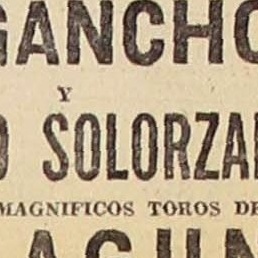 GANCHO
Y
O SOLORZA
MAGNIFICOS TOROS DE